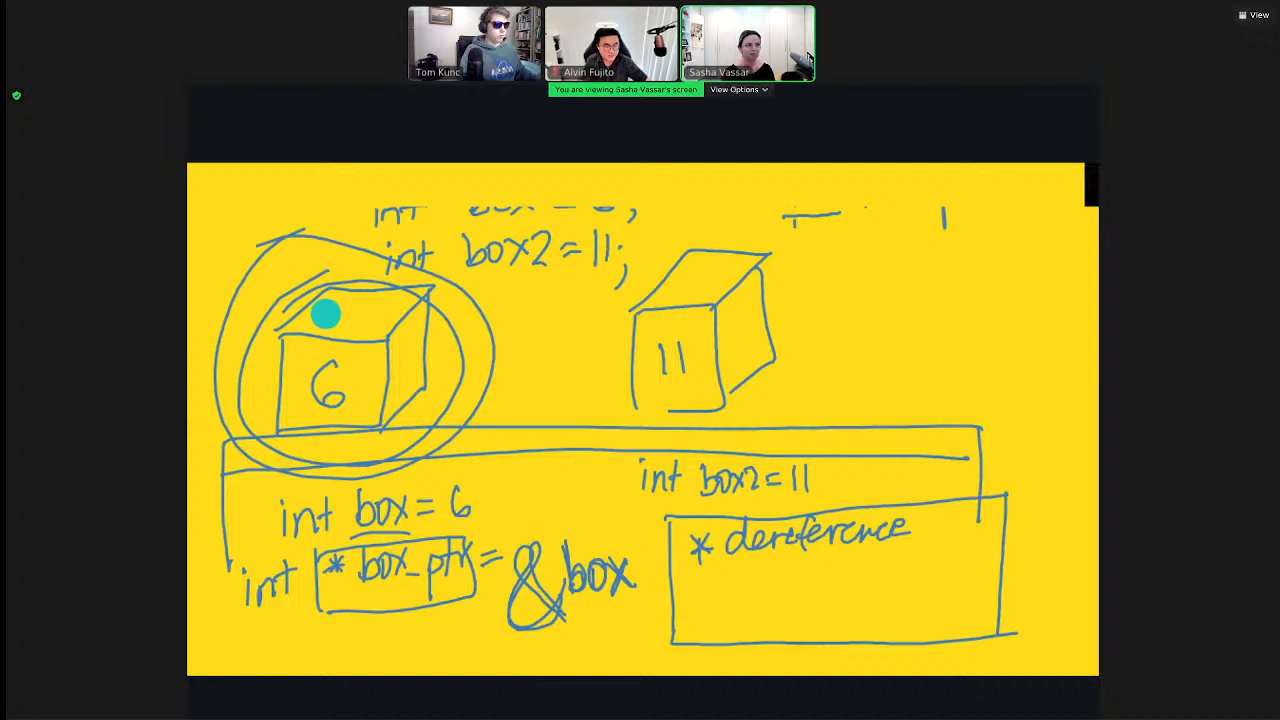 View
Tom Kunc
Alvin Fujito
Sasha Vassar
You are viewing Sasha Vassar's screen
View Options
int box2 = 11;
6
11
int box2 = 11
int box = 6
* dereference
int * box_ptr = &box